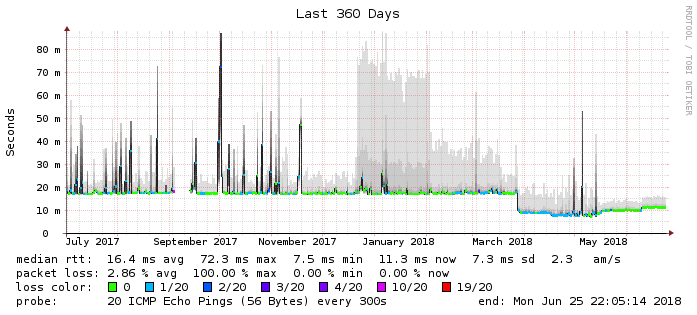 Last 360 Days
RRDTOOL / TOBI OETIKER
Seconds
80 m
70 m
60 m
50 m
40 m
30 m
20 m
10 m
0
July 2017 September 2017 November 2017 January 2018 March 2018 May 2018
median rtt: 16.4 ms avg 72.3 ms max 7.5 ms min 11.3 ms now 7.3 ms sd 2.3 am/s
packet loss: 2.86 % avg 100.00 % max 0.00 % min 0.00 % now
loss color: 0 1/20 2/20 3/20 4/20 10/20 19/20
probe: 20 ICMP Echo Pings (56 Bytes) every 300s end: Mon Jun 25 22:05:14 2018